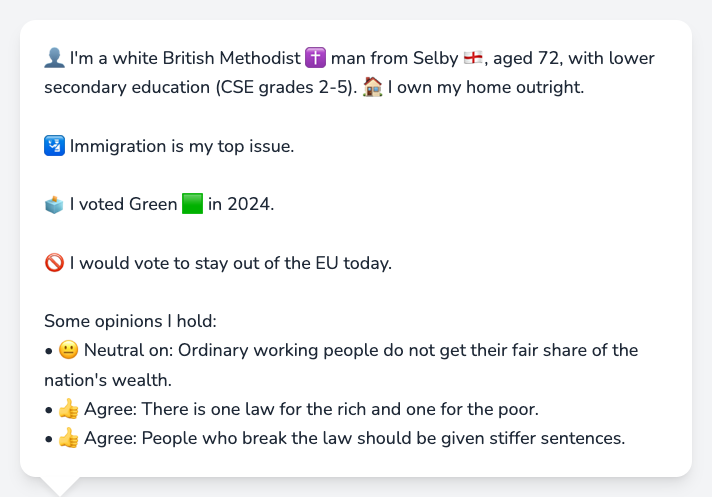 👤 I'm a white British Methodist ✝️ man from Selby 🏴󠁧󠁢󠁥󠁮󠁧󠁿, aged 72, with lower
secondary education (CSE grades 2-5). 🏠 I own my home outright.
🛂 Immigration is my top issue.
🗳️ I voted Green 🟩 in 2024.
🚫 I would vote to stay out of the EU today.
Some opinions I hold:
• 😐 Neutral on: Ordinary working people do not get their fair share of the
nation's wealth.
• 👍 Agree: There is one law for the rich and one for the poor.
• 👍 Agree: People who break the law should be given stiffer sentences.